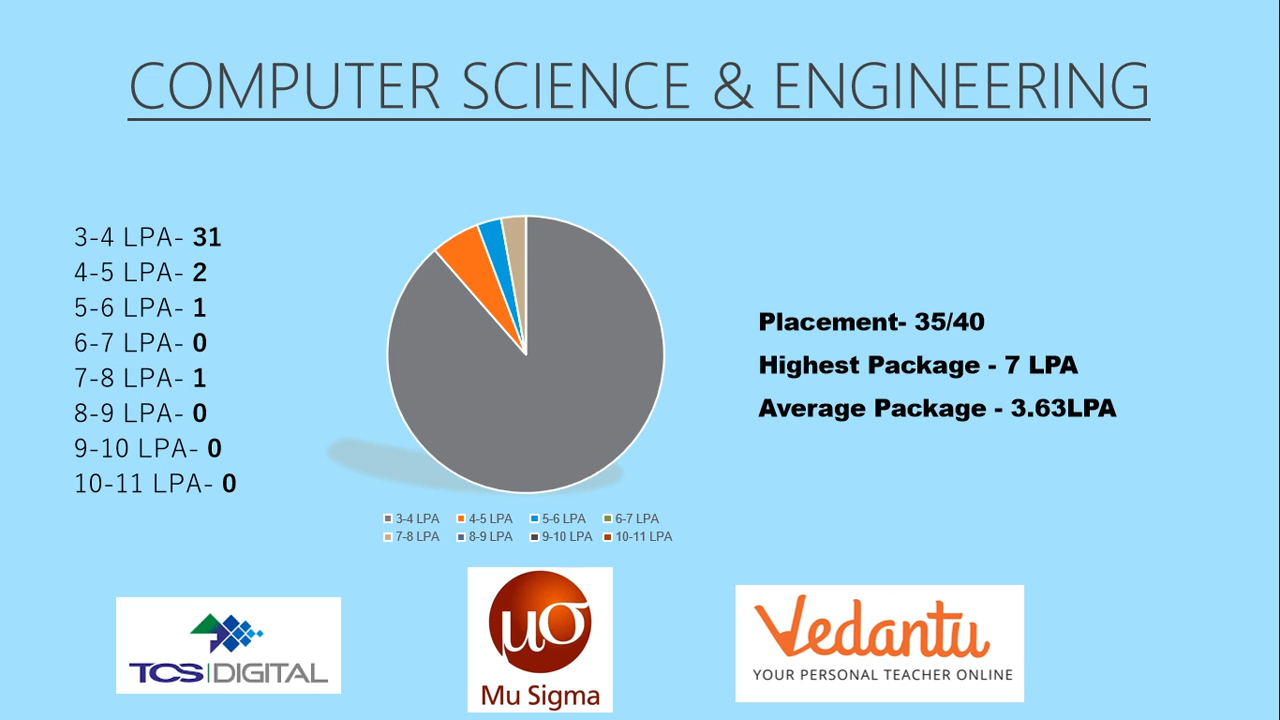 COMPUTER SCIENCE & ENGINEERING
3-4 LPA- 31
4-5 LPA- 2
5-6 LPA- 1
6-7 LPA- 0
7-8 LPA- 1
8-9 LPA- 0
9-10 LPA- 0
10-11 LPA- 0
Placement- 35/40
Highest Package - 7 LPA
Average Package - 3.63LPA
3-4 LPA 4-5 LPA 5-6 LPA 6-7 LPA
7-8 LPA 8-9 LPA 9-10 LPA 10-11 LPA
TCS|DIGITAL
μσ
Mu Sigma
Vedantu
YOUR PERSONAL TEACHER ONLINE